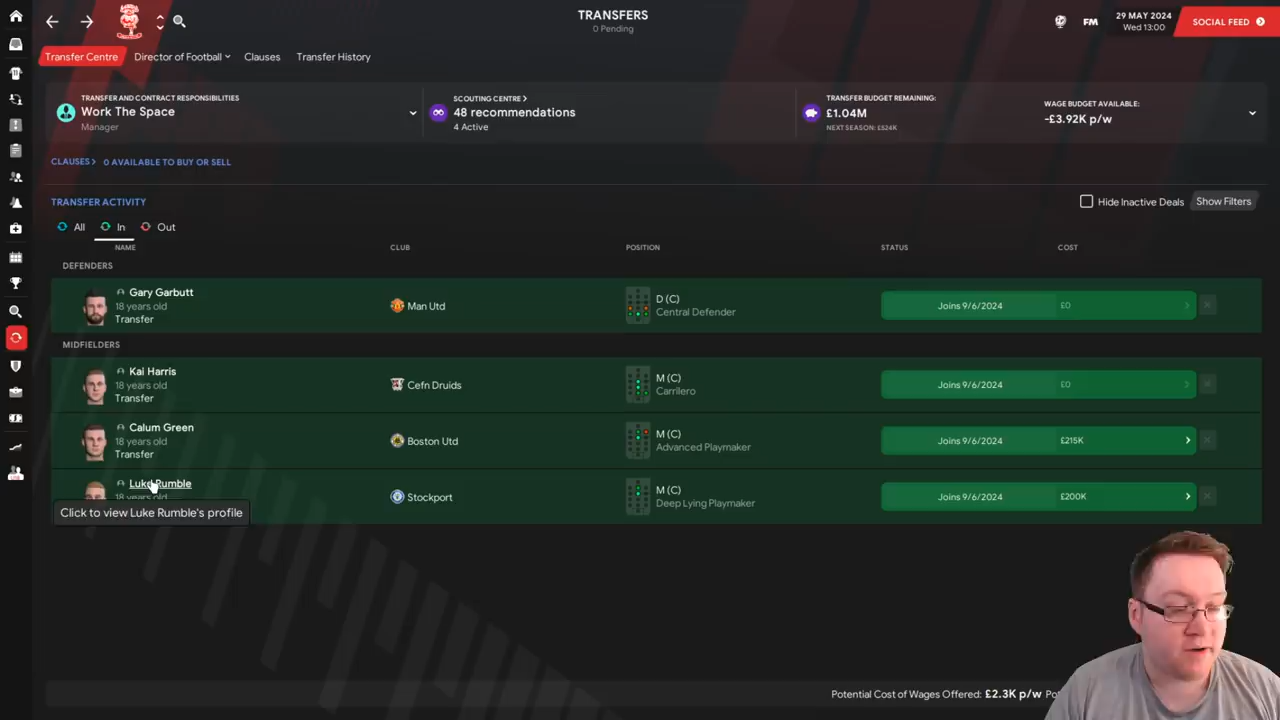 TRANSFERS
0 Pending
FM
29 MAY 2024
Wed 13:00
SOCIAL FEED
Transfer Centre
Director of Football
Clauses
Transfer History
TRANSFER AND CONTRACT RESPONSIBILITIES
Work The Space
Manager
SCOUTING CENTRE >
48 recommendations
4 Active
TRANSFER BUDGET REMAINING:
£1.04M
NEXT SEASON: £524K
WAGE BUDGET AVAILABLE:
-£3.92K p/w
CLAUSES > 0 AVAILABLE TO BUY OR SELL
TRANSFER ACTIVITY
Hide Inactive Deals
Show Filters
All In Out
NAME CLUB POSITION STATUS COST
DEFENDERS
Gary Garbutt
18 years old
Transfer
Man Utd
D (C)
Central Defender
Joins 9/6/2024
£0
MIDFIELDERS
Kai Harris
18 years old
Transfer
Cefn Druids
M (C)
Carrilero
Joins 9/6/2024
£0
Calum Green
18 years old
Transfer
Boston Utd
M (C)
Advanced Playmaker
Joins 9/6/2024
£215K
Luke Rumble
18 years old
Stockport
M (C)
Deep Lying Playmaker
Joins 9/6/2024
£200K
Click to view Luke Rumble's profile
Potential Cost of Wages Offered: £2.3K p/w